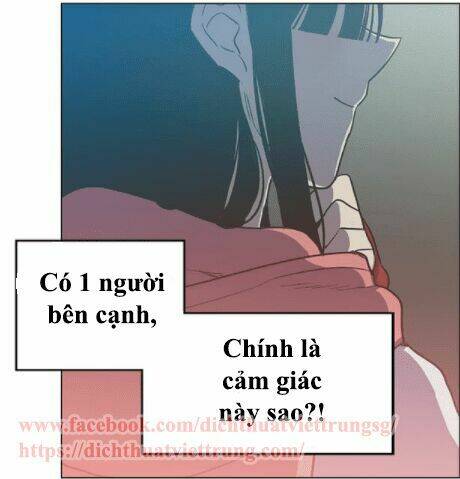 Có 1 người
bên cạnh,
Chính là
cảm giác
này sao?!
www.facebook.com/dichthuatviettrungsg/
https://dichthuatviettrung.com